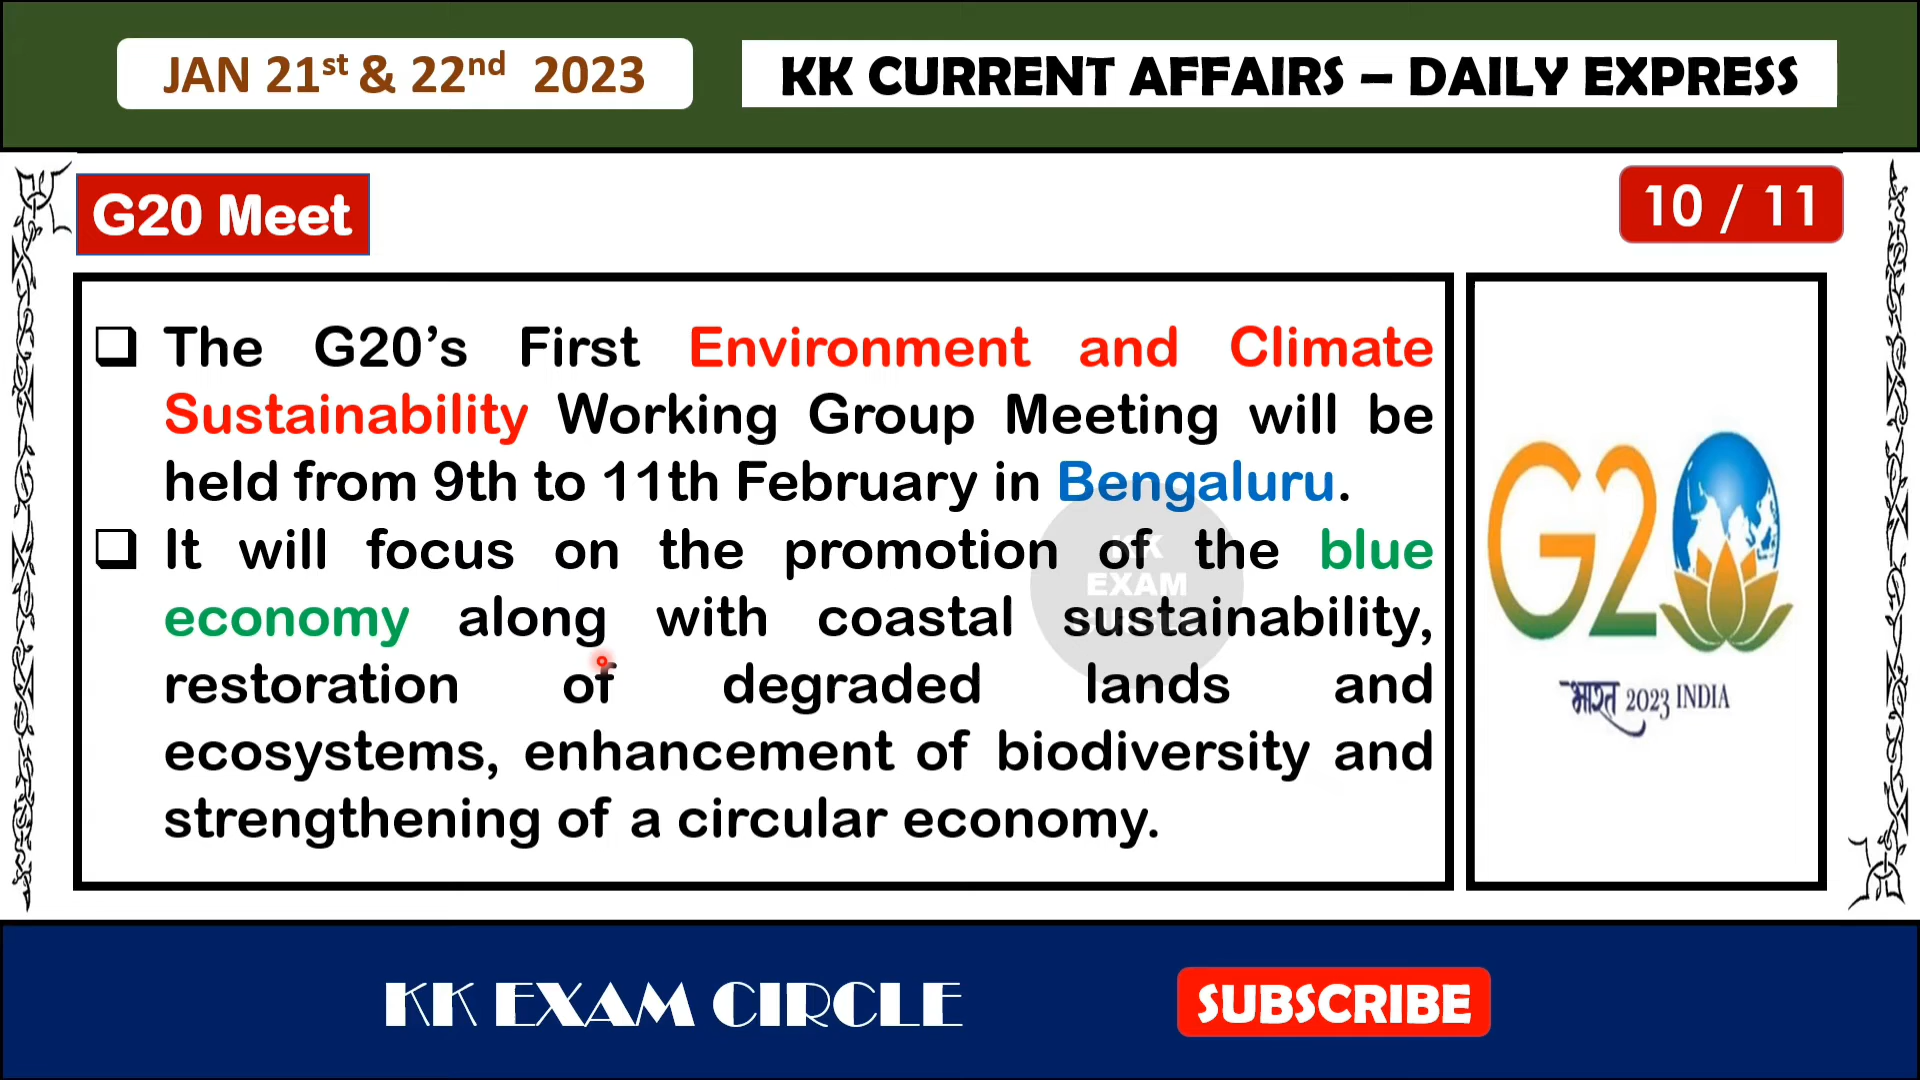 JAN 21st & 22nd 2023
KK CURRENT AFFAIRS – DAILY EXPRESS
G20 Meet
10 / 11
❑ The G20’s First Environment and Climate
Sustainability Working Group Meeting will be
held from 9th to 11th February in Bengaluru.
❑ It will focus on the promotion of the blue
economy along with coastal sustainability,
restoration of degraded lands and
ecosystems, enhancement of biodiversity and
strengthening of a circular economy.
KK
EXAM
G20
भारत 2023 INDIA
KK EXAM CIRCLE
SUBSCRIBE